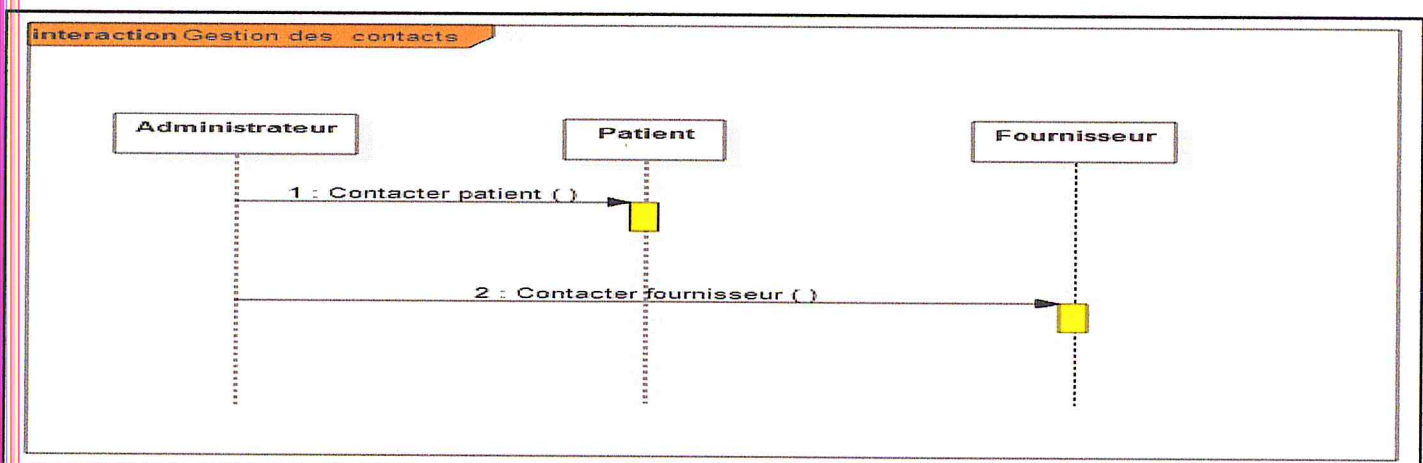 interaction Gestion des contacts
Administrateur
Patient
Fournisseur
1 : Contacter patient ( )
2 : Contacter fournisseur ( )